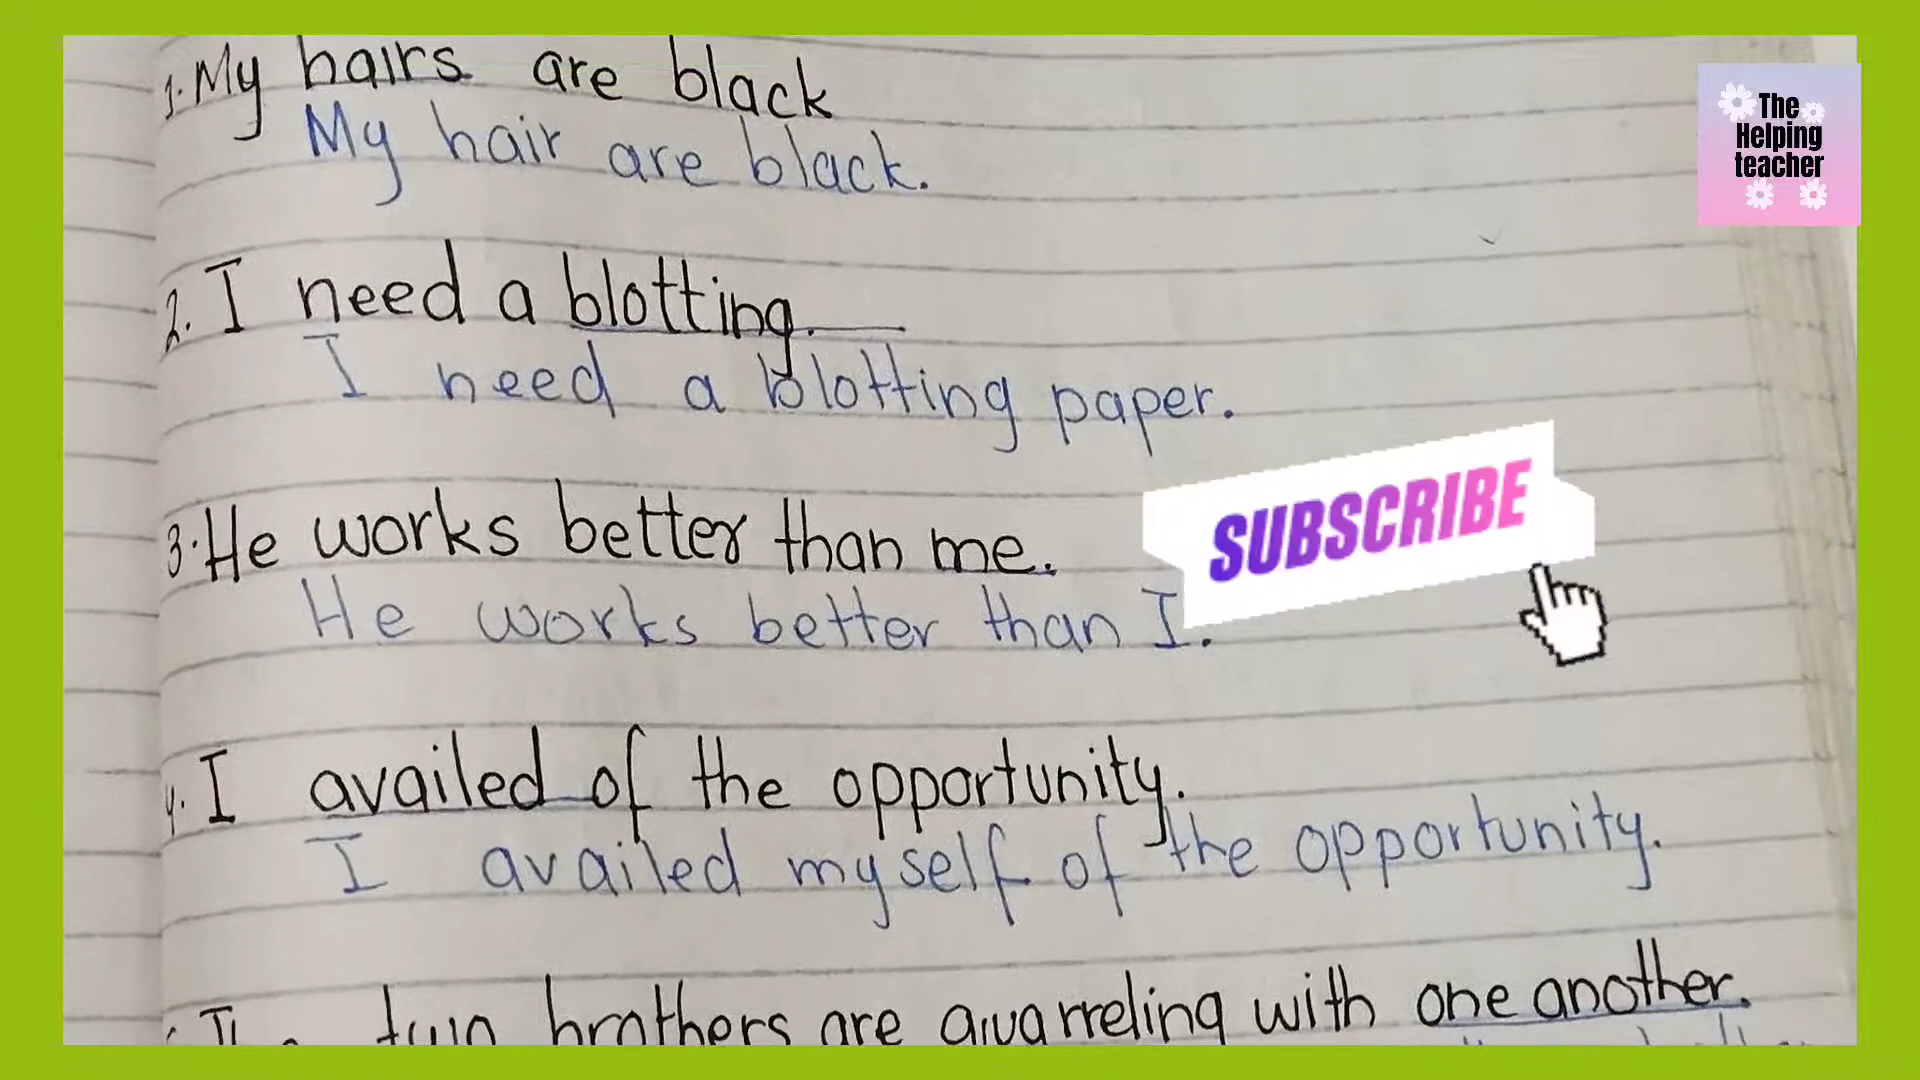 1. My hairs are black
My hair are black.
2. I need a blotting.
I need a blotting paper.
3. He works better than me.
He works better than I.
4. I availed of the opportunity.
I availed myself of the opportunity.
two brothers are quarreling with one another.
The
Helping
teacher
SUBSCRIBE